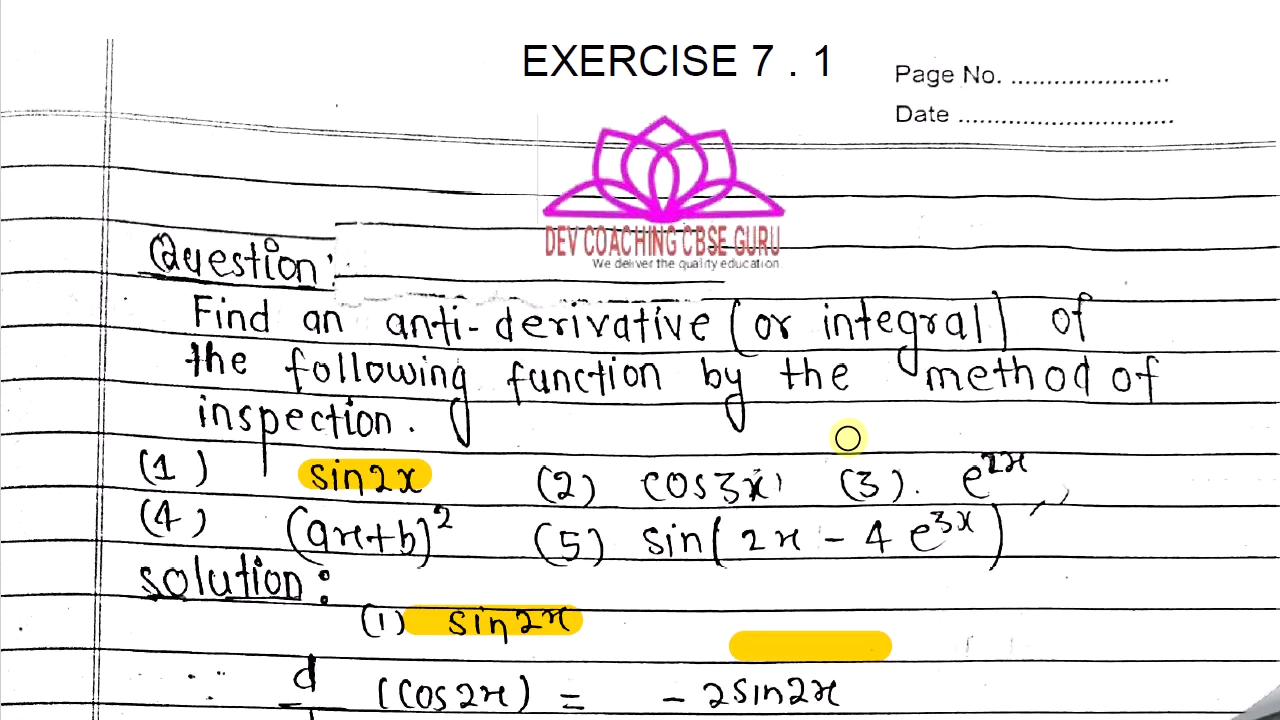 EXERCISE 7 . 1
Page No. ......................
Date ...........................
DEV COACHING CBSE GURU
We deliver the quality education
Question:
Find an anti-derivative (or integral) of
the following function by the method of
inspection.
(1) sin2x (2) cos3x (3). e^2x
(4) (ax+b)^2 (5) sin(2x - 4 e^3x)
solution:
(1) sin2x
∵ d (cos2x) = - 2sin2x